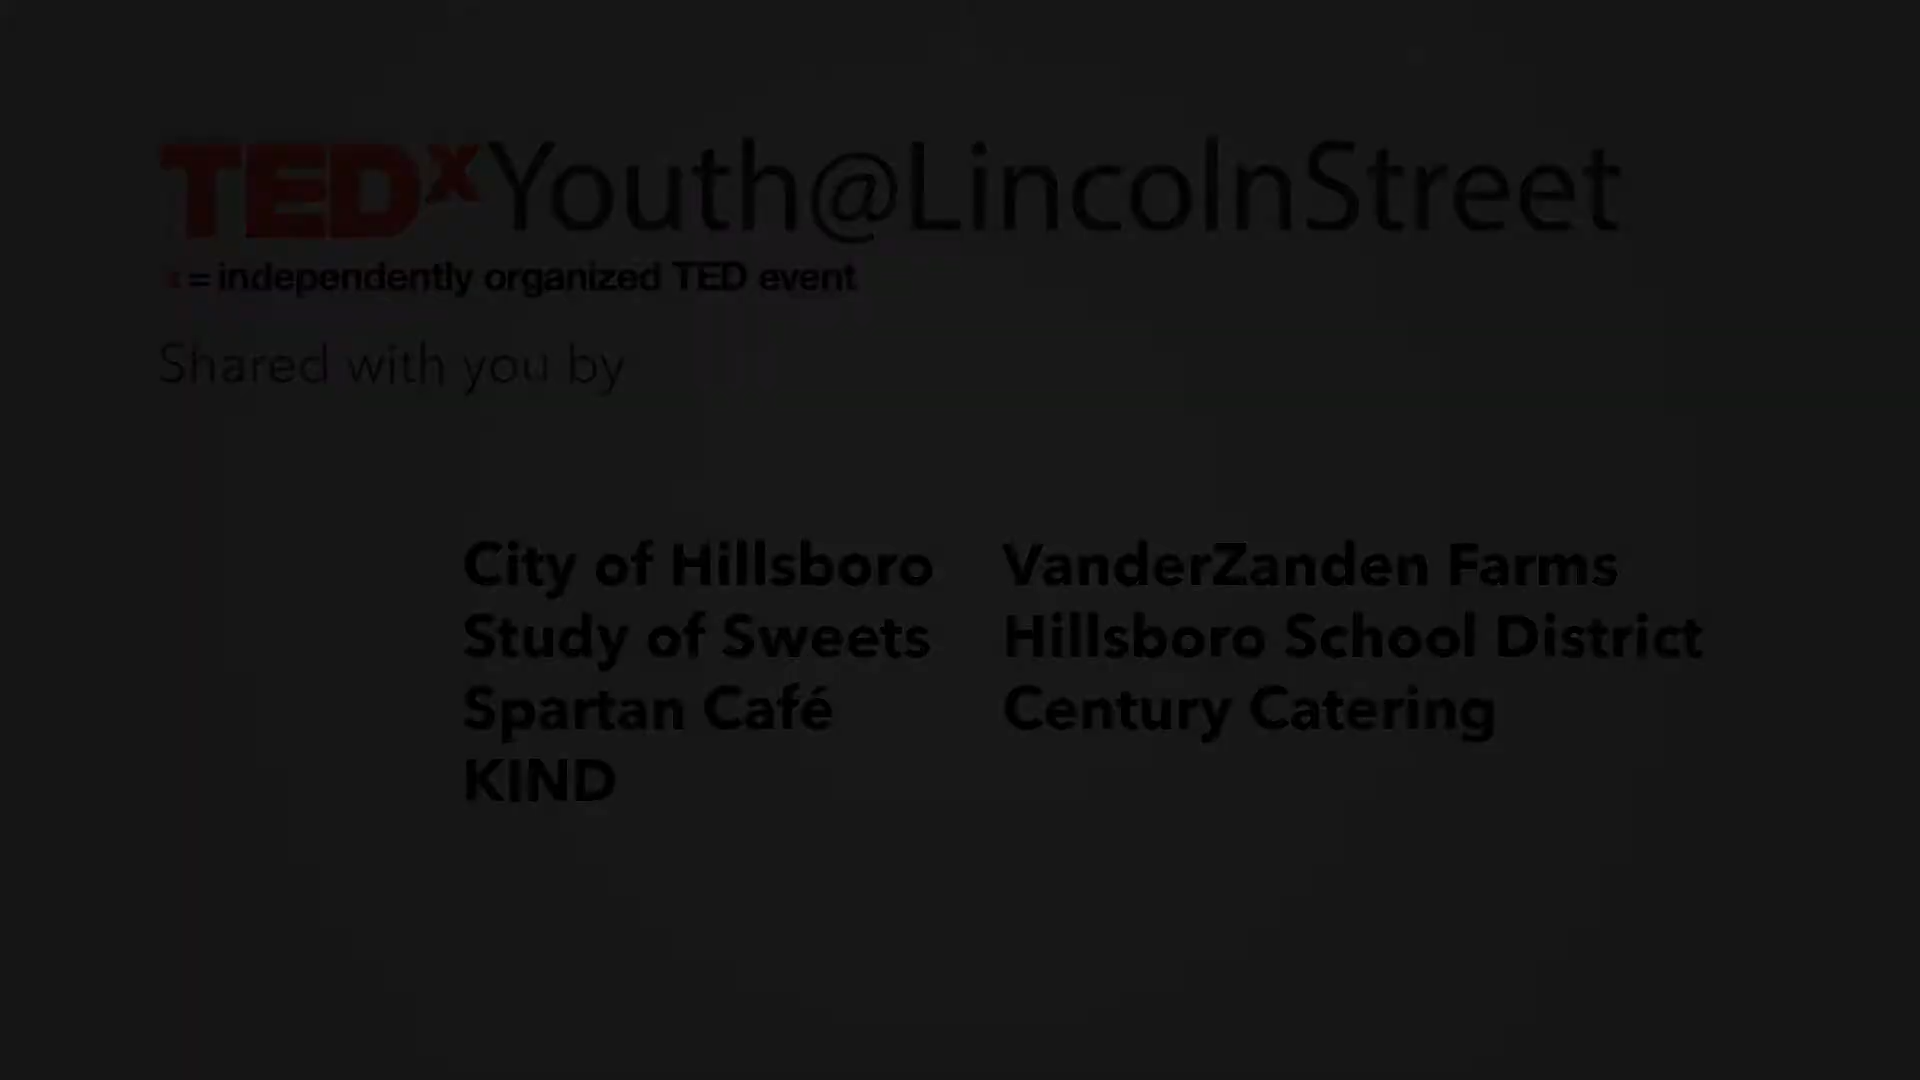 TEDxYouth@LincolnStreet
x = independently organized TED event
Shared with you by
City of Hillsboro
Study of Sweets
Spartan Café
KIND
VanderZanden Farms
Hillsboro School District
Century Catering